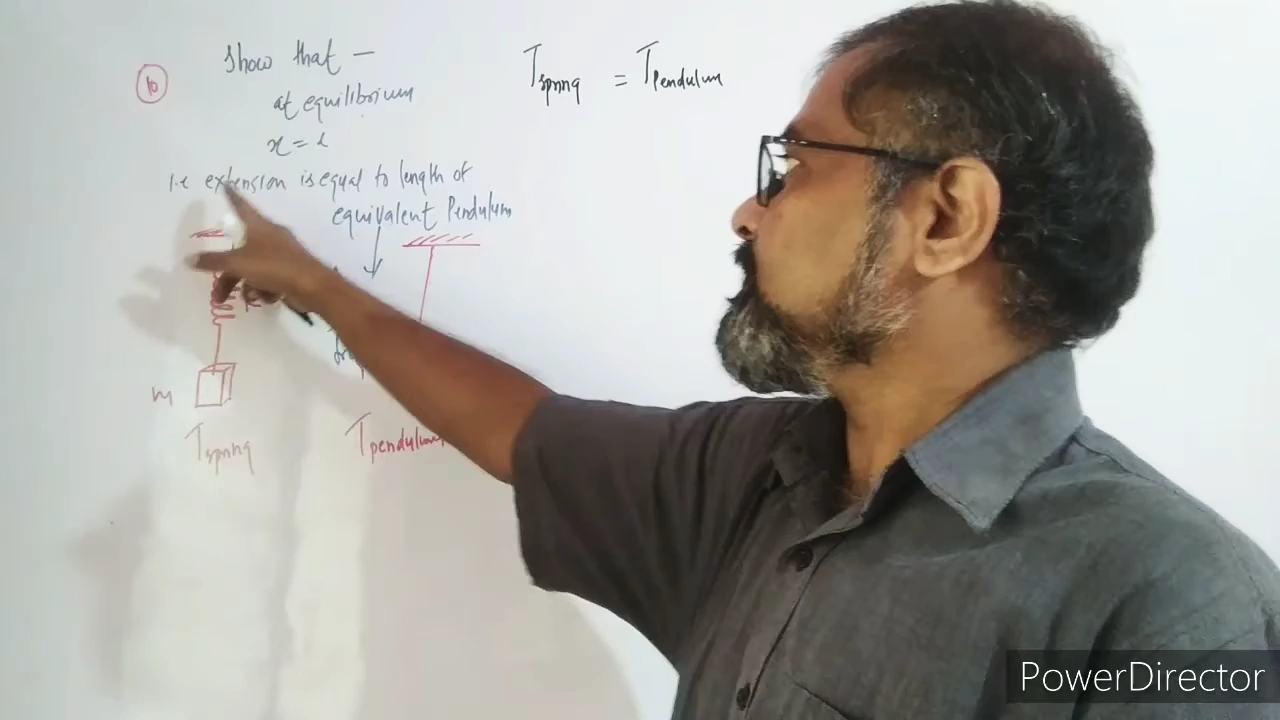 10
Show that —
at equilibrium
x = l
i.e extension is equal to length of
equivalent Pendulum
T spring = T Pendulum
m
T spring
T pendulum
PowerDirector